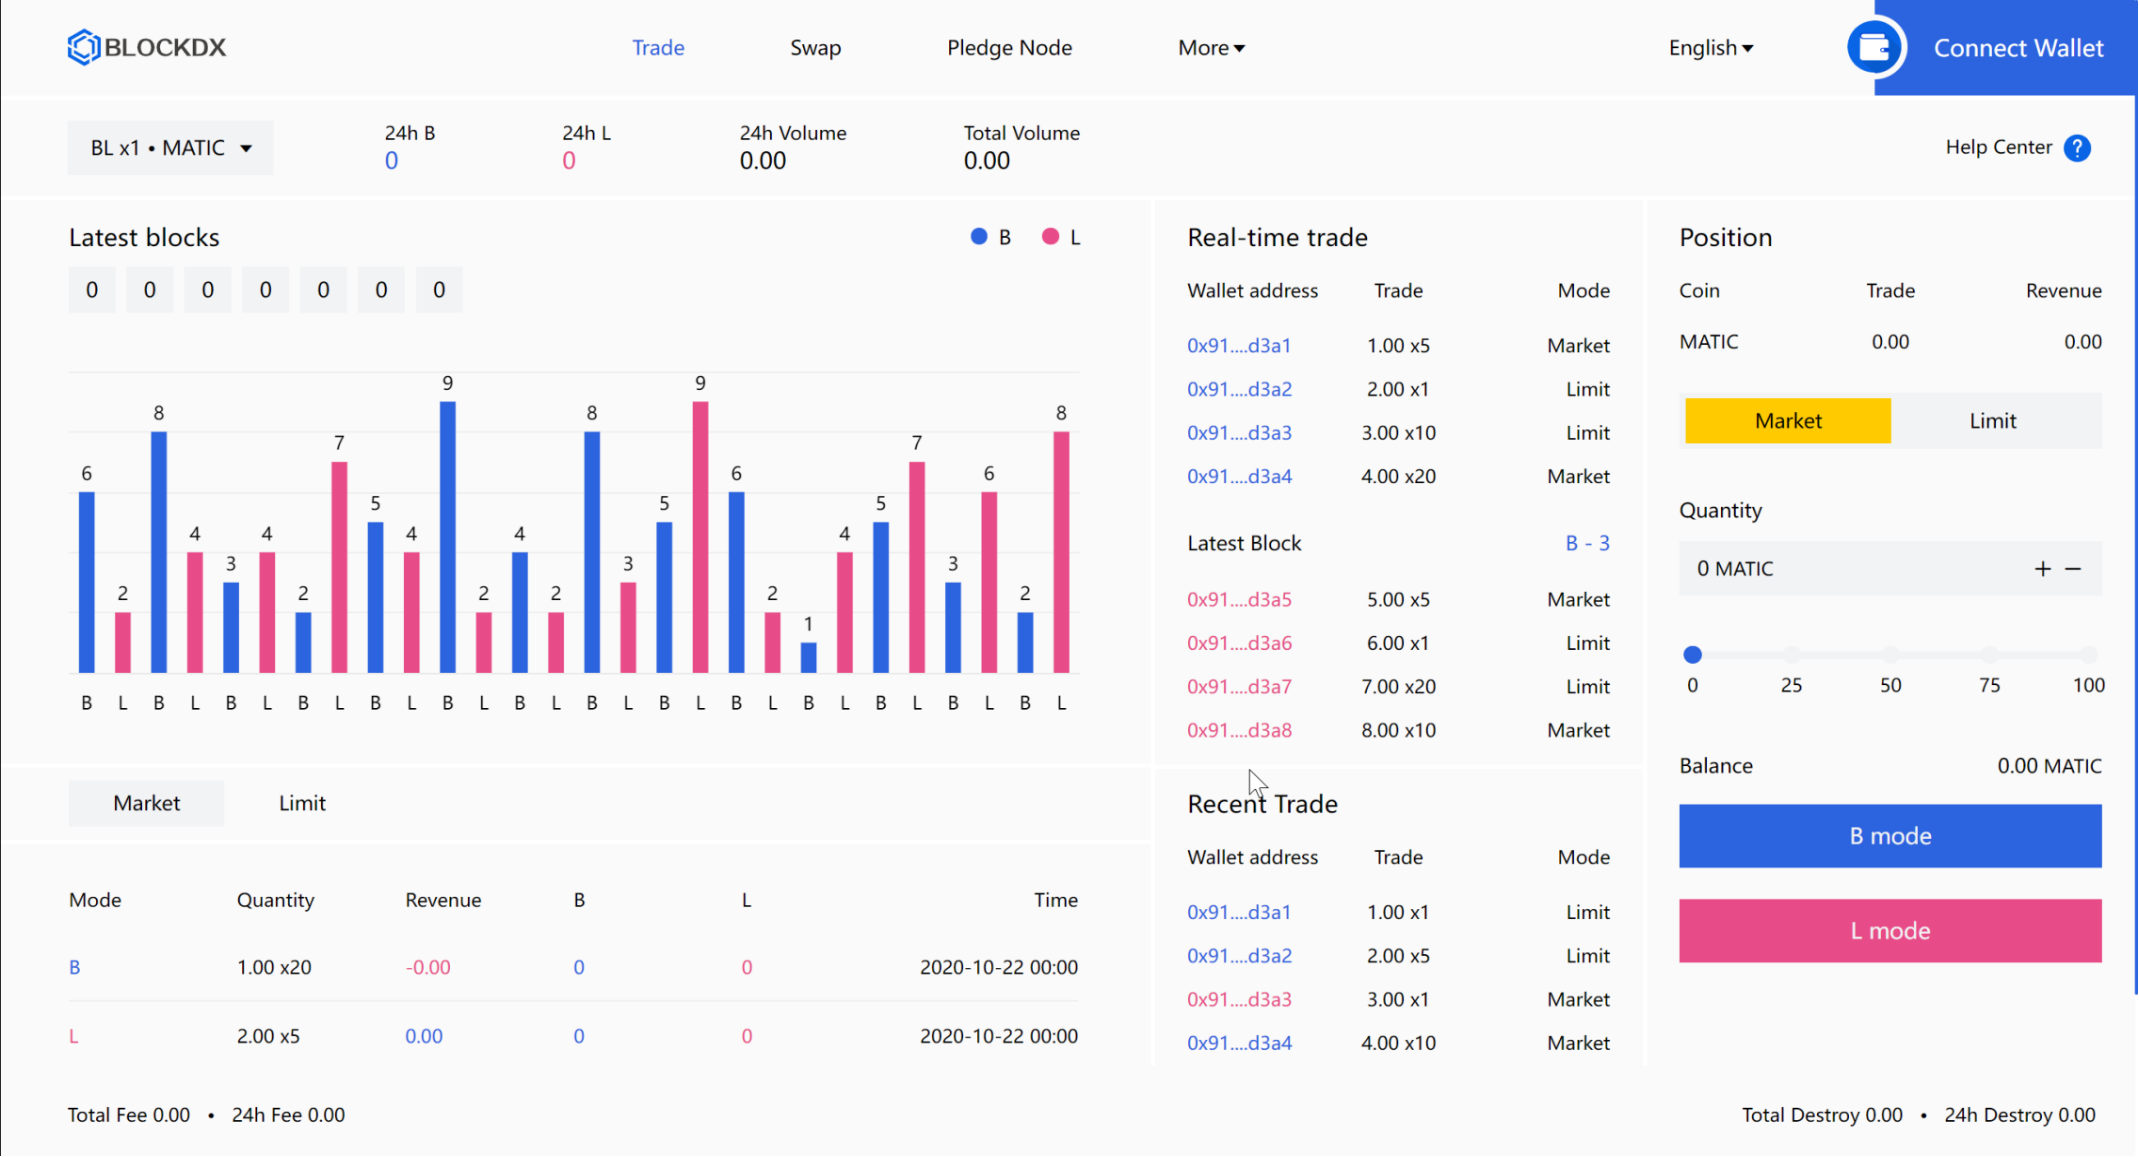 BLOCKDX
Trade Swap Pledge Node More English Connect Wallet
BL x1 • MATIC
24h B
0
24h L
0
24h Volume
0.00
Total Volume
0.00
Help Center ?
Latest blocks B L
0 0 0 0 0 0 0
6 2 8 4 3 4 2 7 5 4 9 2 4 2 8 3 5 9 6 2 1 4 5 7 3 6 2 8
B L B L B L B L B L B L B L B L B L B L B L B L B L B L
Market Limit
Mode Quantity Revenue B L Time
B 1.00 x20 -0.00 0 0 2020-10-22 00:00
L 2.00 x5 0.00 0 0 2020-10-22 00:00
Real-time trade
Wallet address Trade Mode
0x91....d3a1 1.00 x5 Market
0x91....d3a2 2.00 x1 Limit
0x91....d3a3 3.00 x10 Limit
0x91....d3a4 4.00 x20 Market
Latest Block B - 3
0x91....d3a5 5.00 x5 Market
0x91....d3a6 6.00 x1 Limit
0x91....d3a7 7.00 x20 Limit
0x91....d3a8 8.00 x10 Market
Recent Trade
Wallet address Trade Mode
0x91....d3a1 1.00 x1 Limit
0x91....d3a2 2.00 x5 Limit
0x91....d3a3 3.00 x1 Market
0x91....d3a4 4.00 x10 Market
Position
Coin Trade Revenue
MATIC 0.00 0.00
Market Limit
Quantity
0 MATIC + −
0 25 50 75 100
Balance 0.00 MATIC
B mode
L mode
Total Fee 0.00 • 24h Fee 0.00
Total Destroy 0.00 • 24h Destroy 0.00